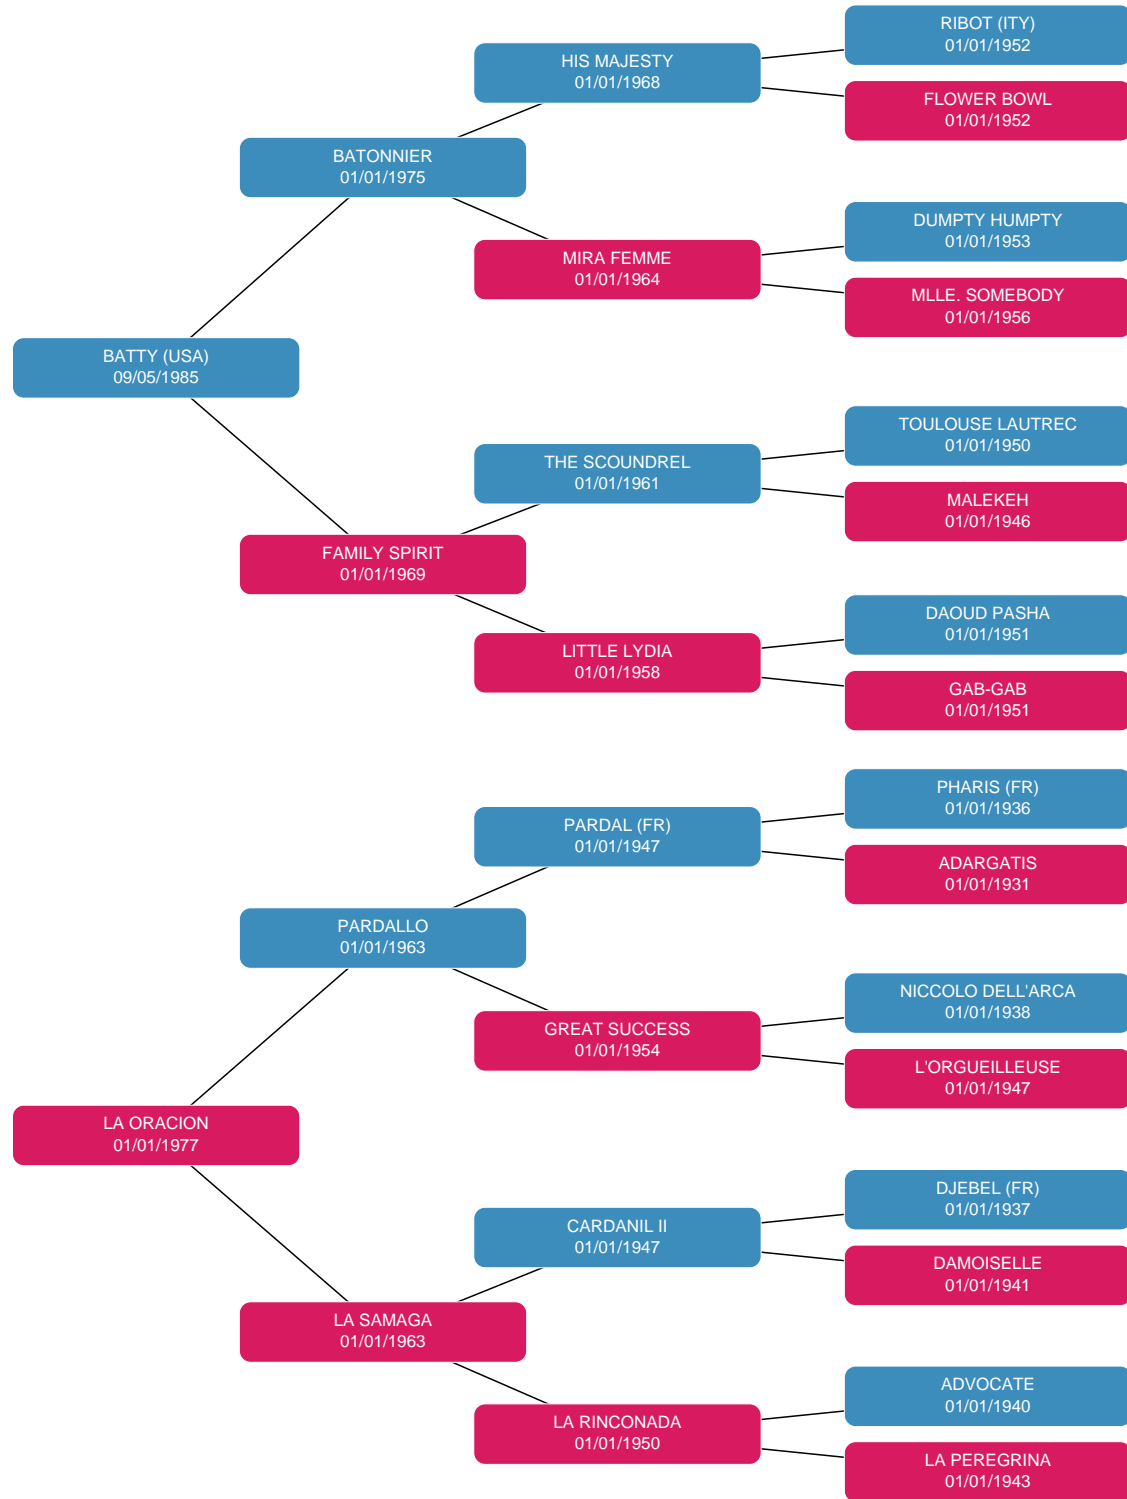 RIBOT (ITY)
01/01/1952
HIS MAJESTY
01/01/1968
FLOWER BOWL
01/01/1952
BATONNIER
01/01/1975
DUMPTY HUMPTY
01/01/1953
MIRA FEMME
01/01/1964
MLLE. SOMEBODY
01/01/1956
BATTY (USA)
09/05/1985
TOULOUSE LAUTREC
01/01/1950
THE SCOUNDREL
01/01/1961
MALEKEH
01/01/1946
FAMILY SPIRIT
01/01/1969
DAOUD PASHA
01/01/1951
LITTLE LYDIA
01/01/1958
GAB-GAB
01/01/1951
PHARIS (FR)
01/01/1936
PARDAL (FR)
01/01/1947
ADARGATIS
01/01/1931
PARDALLO
01/01/1963
NICCOLO DELL'ARCA
01/01/1938
GREAT SUCCESS
01/01/1954
L'ORGUEILLEUSE
01/01/1947
LA ORACION
01/01/1977
DJEBEL (FR)
01/01/1937
CARDANIL II
01/01/1947
DAMOISELLE
01/01/1941
LA SAMAGA
01/01/1963
ADVOCATE
01/01/1940
LA RINCONADA
01/01/1950
LA PEREGRINA
01/01/1943